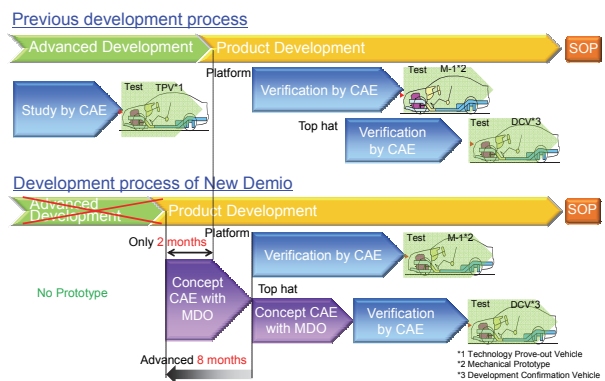 Previous development process
Advanced Development
Product Development
SOP
Platform
Test TPV*1
Study by CAE
Verification by CAE
Test M-1*2
Top hat
Verification
by CAE
Test DCV*3
Development process of New Demio
Advanced
Development
Product Development
SOP
Only 2 months
Platform
No Prototype
Concept
CAE with
MDO
Verification by CAE
Test M-1*2
Top hat
Concept
CAE with MDO
Verification
by CAE
Test DCV*3
Advanced 8 months
*1 Technology Prove-out Vehicle
*2 Mechanical Prototype
*3 Development Confirmation Vehicle